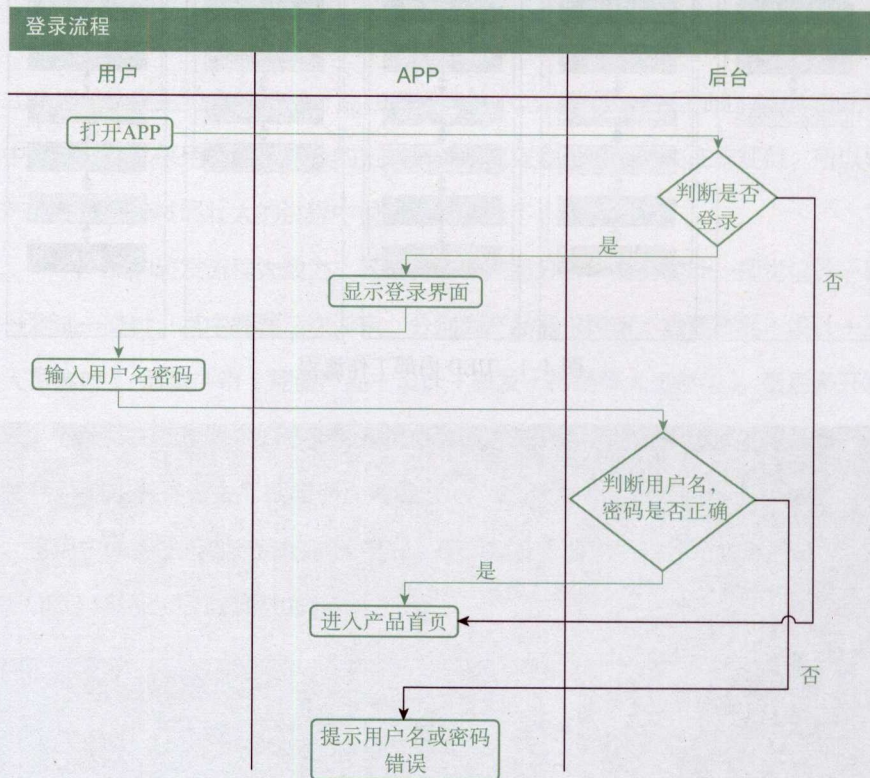 登录流程
用户
APP
后台
打开APP
判断是否
登录
是
否
显示登录界面
输入用户名密码
判断用户名，
密码是否正确
是
进入产品首页
否
提示用户名或密码
错误